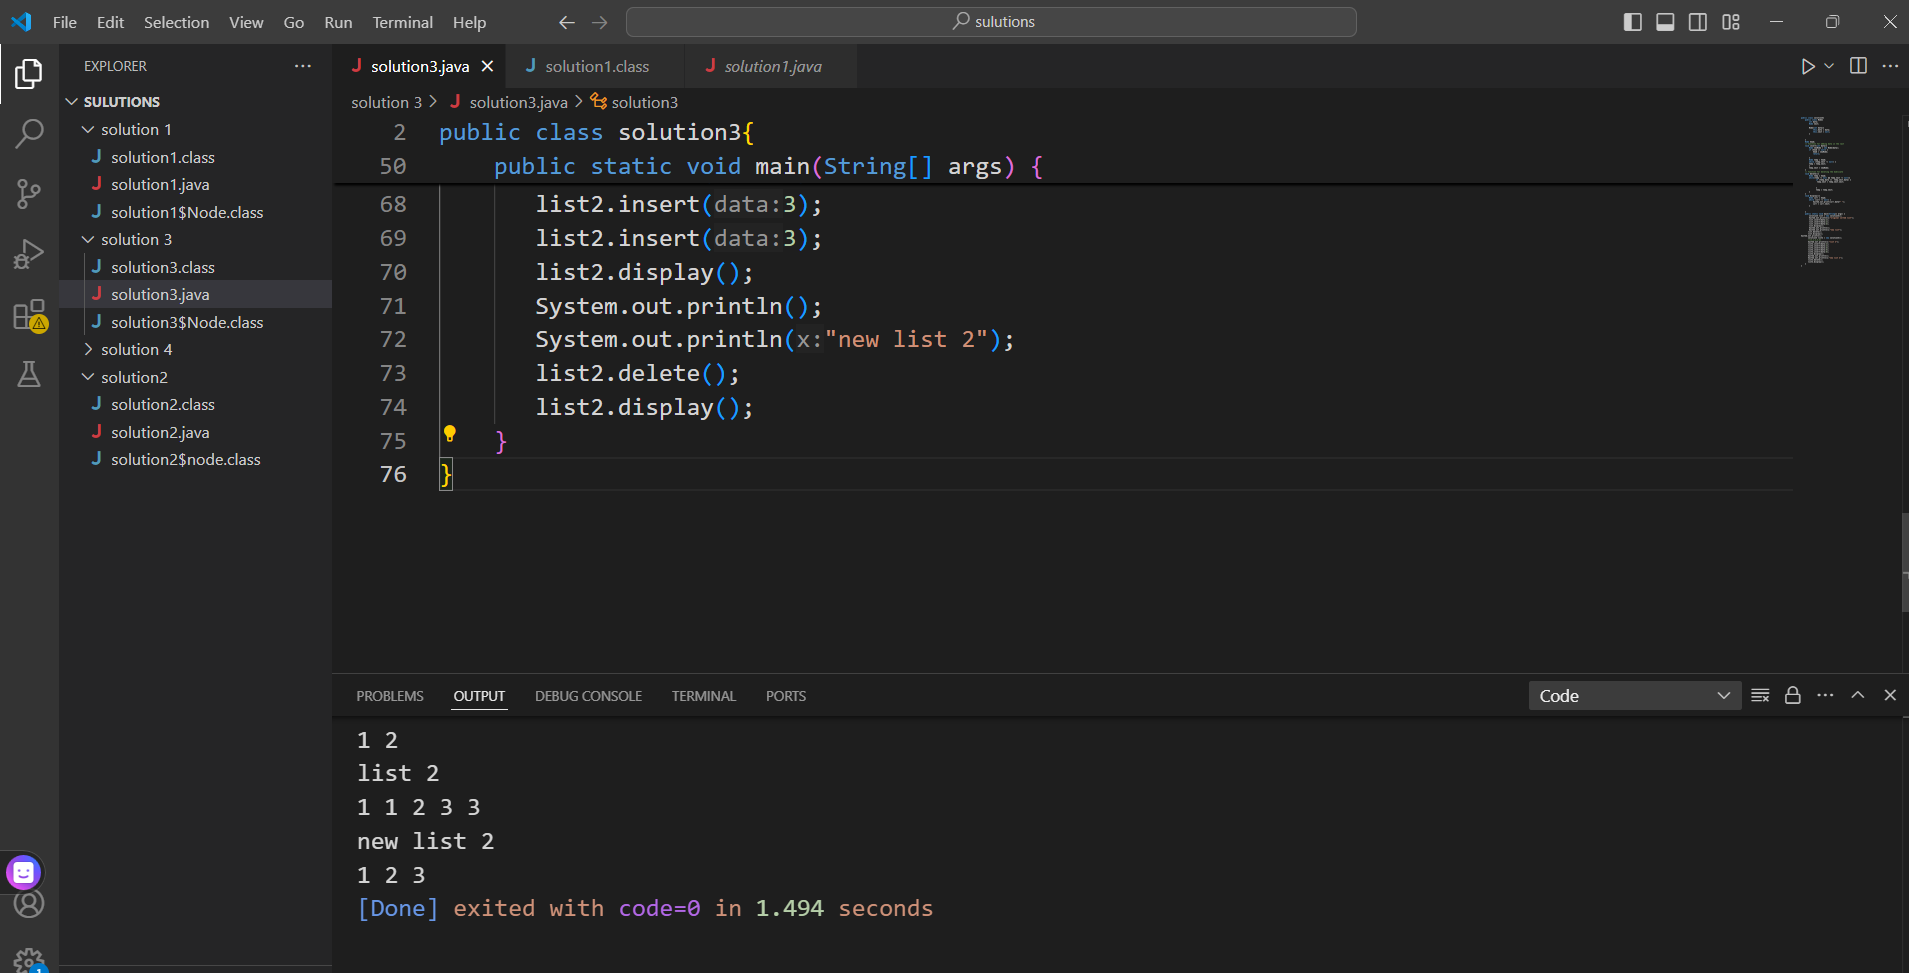 File Edit Selection View Go Run Terminal Help
sulutions
EXPLORER
SULUTIONS
solution 1
solution1.class
solution1.java
solution1$Node.class
solution 3
solution3.class
solution3.java
solution3$Node.class
solution 4
solution2
solution2.class
solution2.java
solution2$node.class
solution3.java solution1.class solution1.java
solution 3 > solution3.java > solution3
2 public class solution3{
50 public static void main(String[] args) {
68 list2.insert(data:3);
69 list2.insert(data:3);
70 list2.display();
71 System.out.println();
72 System.out.println(x:"new list 2");
73 list2.delete();
74 list2.display();
75 }
76 }
PROBLEMS OUTPUT DEBUG CONSOLE TERMINAL PORTS
Code
1 2
list 2
1 1 2 3 3
new list 2
1 2 3
[Done] exited with code=0 in 1.494 seconds
1